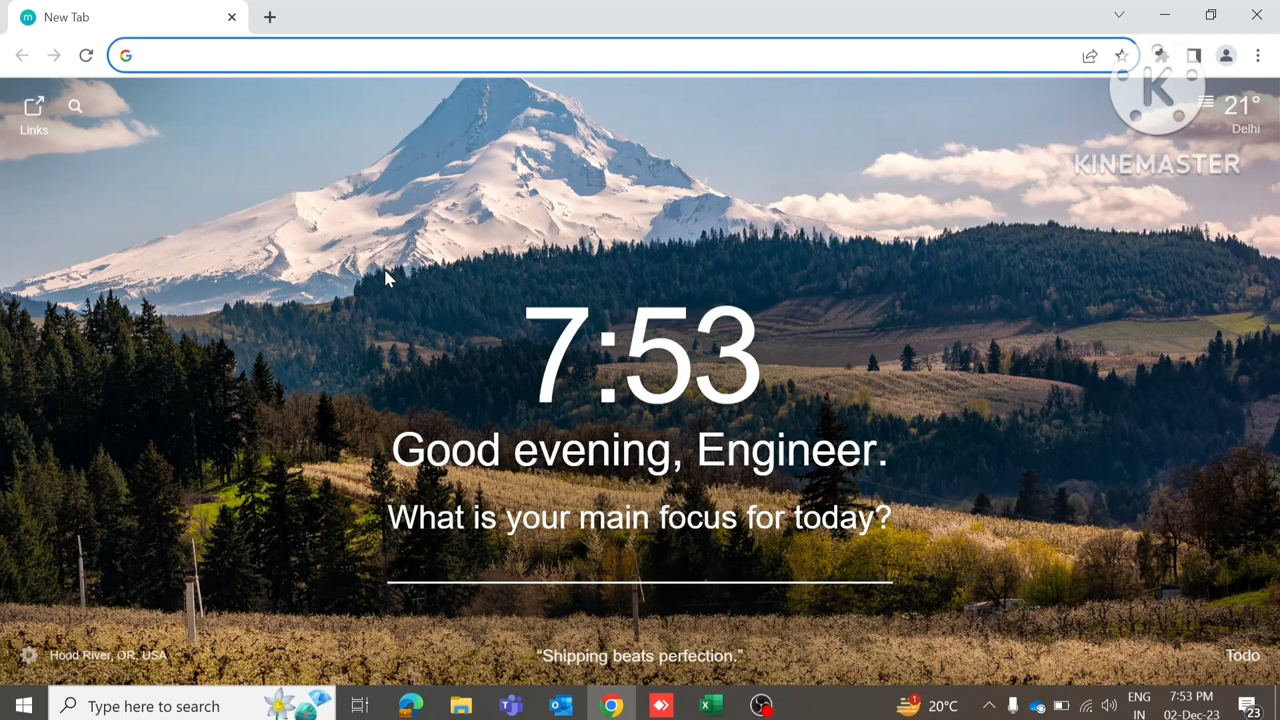 New Tab
Links
21°
Delhi
K
KINEMASTER
7:53
Good evening, Engineer.
What is your main focus for today?
Hood River, OR, USA
“Shipping beats perfection.”
Todo
Type here to search
20°C
ENG
IN
7:53 PM
02-Dec-23
23
1